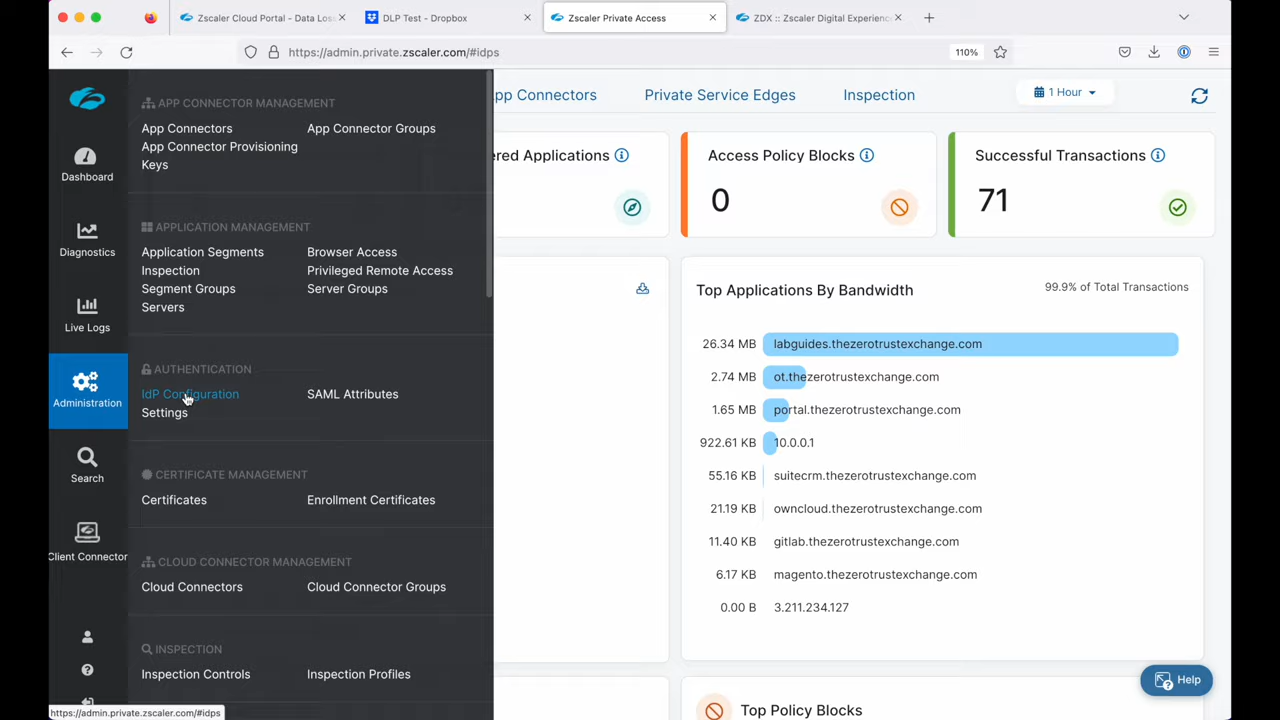 Zscaler Cloud Portal - Data Los
DLP Test - Dropbox
Zscaler Private Access
ZDX :: Zscaler Digital Experienc
https://admin.private.zscaler.com/#idps
110%
Dashboard
Diagnostics
Live Logs
Administration
Search
Client Connector
APP CONNECTOR MANAGEMENT
App Connectors App Connector Groups
App Connector Provisioning
Keys
APPLICATION MANAGEMENT
Application Segments Browser Access
Inspection Privileged Remote Access
Segment Groups Server Groups
Servers
AUTHENTICATION
IdP Configuration SAML Attributes
Settings
CERTIFICATE MANAGEMENT
Certificates Enrollment Certificates
CLOUD CONNECTOR MANAGEMENT
Cloud Connectors Cloud Connector Groups
INSPECTION
Inspection Controls Inspection Profiles
https://admin.private.zscaler.com/#idps
pp Connectors Private Service Edges Inspection
1 Hour
ered Applications
Access Policy Blocks
0
Successful Transactions
71
Top Applications By Bandwidth
99.9% of Total Transactions
26.34 MB labguides.thezerotrustexchange.com
2.74 MB ot.thezerotrustexchange.com
1.65 MB portal.thezerotrustexchange.com
922.61 KB 10.0.0.1
55.16 KB suitecrm.thezerotrustexchange.com
21.19 KB owncloud.thezerotrustexchange.com
11.40 KB gitlab.thezerotrustexchange.com
6.17 KB magento.thezerotrustexchange.com
0.00 B 3.211.234.127
Help
Top Policy Blocks